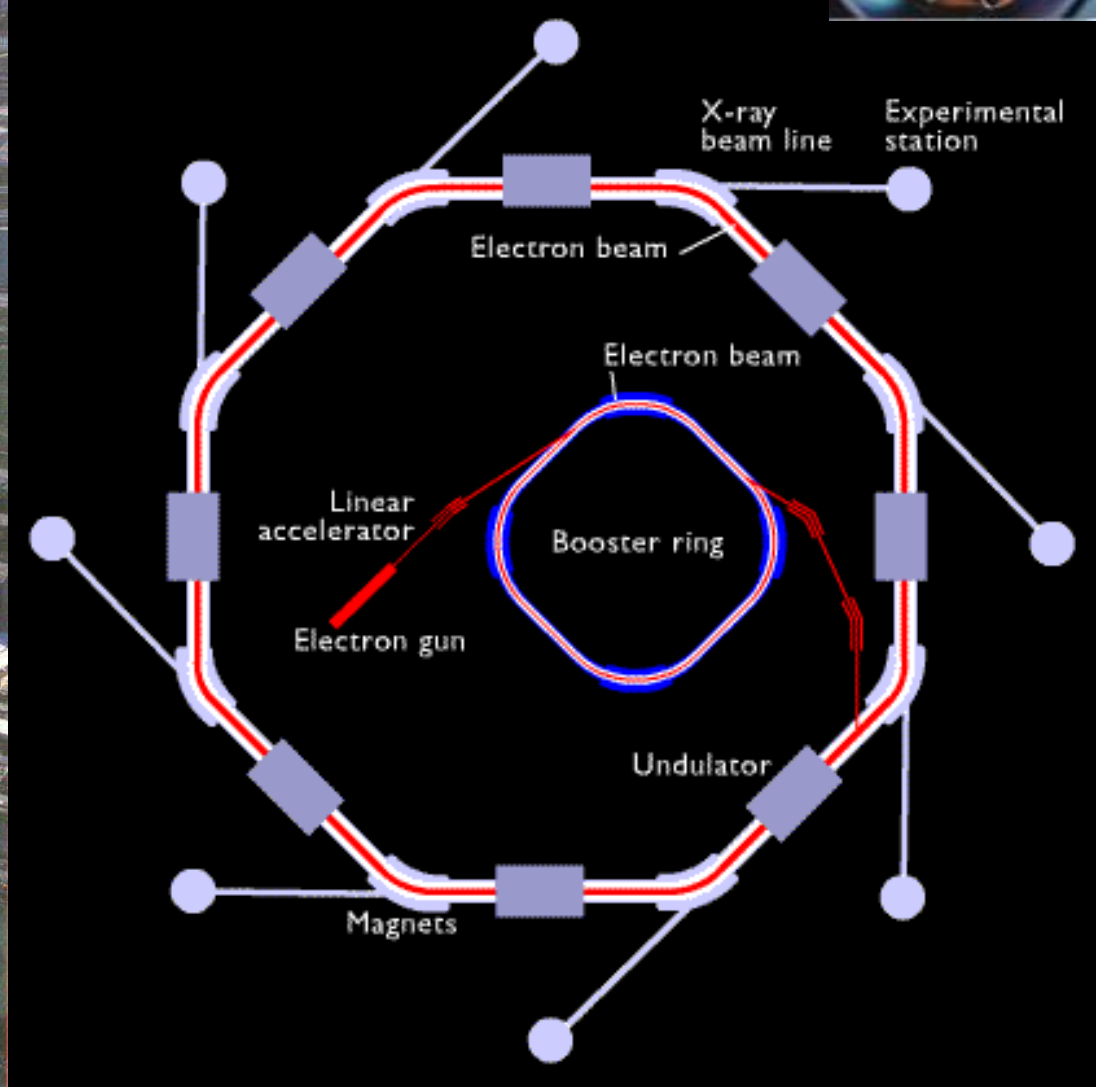 X-ray
beam line
Experimental
station
Electron beam
Electron beam
Linear
accelerator
Booster ring
Electron gun
Undulator
Magnets